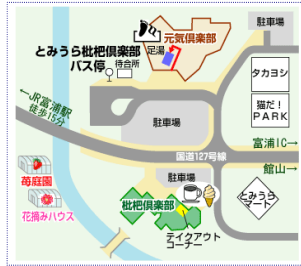 駐車場
元気倶楽部
足湯
とみうら枇杷倶楽部
バス停
待合所
タカヨシ
←JR富浦駅
徒歩15分
猫だ！
PARK
駐車場
富浦IC→
国道127号線
館山→
苺庭園
駐車場
花摘みハウス
枇杷倶楽部
とみうら
マート
テイクアウト
コーナー